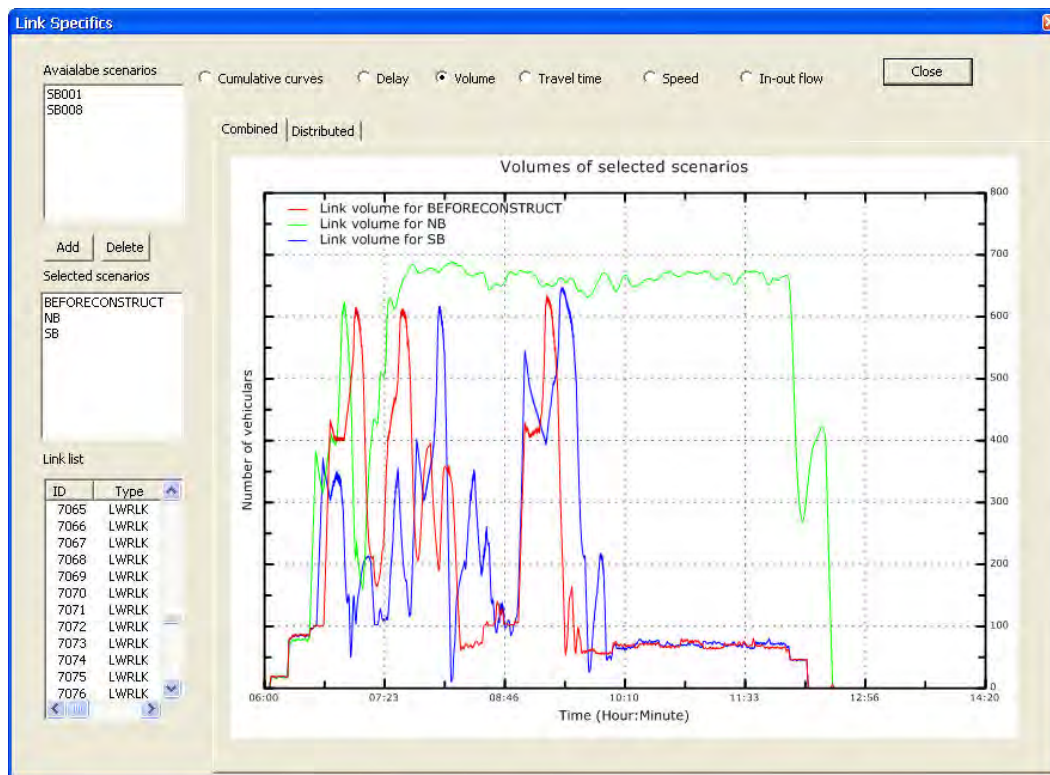 Link Specifics
Avaialabe scenarios
SB001
SB008
Add Delete
Selected scenarios
BEFORECONSTRUCT
NB
SB
Link list
ID Type
7065 LWRLK
7066 LWRLK
7067 LWRLK
7068 LWRLK
7069 LWRLK
7070 LWRLK
7071 LWRLK
7072 LWRLK
7073 LWRLK
7074 LWRLK
7075 LWRLK
7076 LWRLK
Cumulative curves Delay Volume Travel time Speed In-out flow Close
Combined Distributed
Volumes of selected scenarios
Link volume for BEFORECONSTRUCT
Link volume for NB
Link volume for SB
Number of vehiculars
800
700
600
500
400
300
200
100
0
06:00 07:23 08:46 10:10 11:33 12:56 14:20
Time (Hour:Minute)